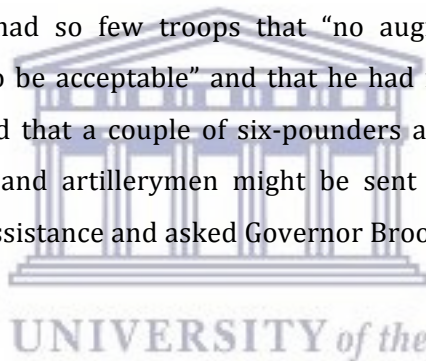 had so few troops that “no aug
be acceptable” and that he had
that a couple of six-pounders a
and artillerymen might be sent
ssistance and asked Governor Broo
UNIVERSITY of the